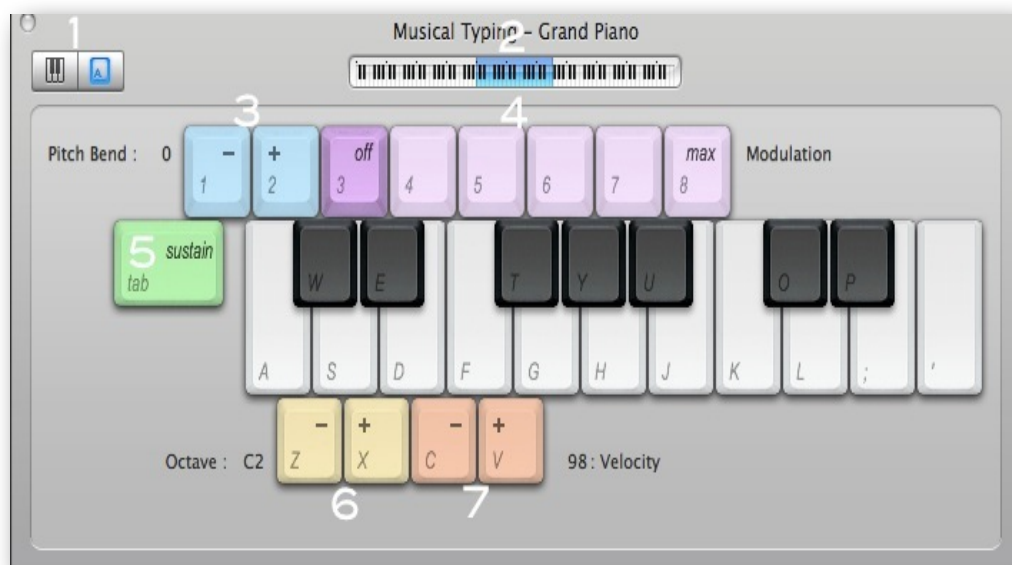 1
Musical Typing – Grand Piano
2
A
3
4
Pitch Bend : 0
– 1
+ 2
off 3
4
5
6
7
max 8
Modulation
5 sustain
tab
W E T Y U O P
A S D F G H J K L ; '
Octave : C2
– Z
+ X
– C
+ V
98 : Velocity
6
7